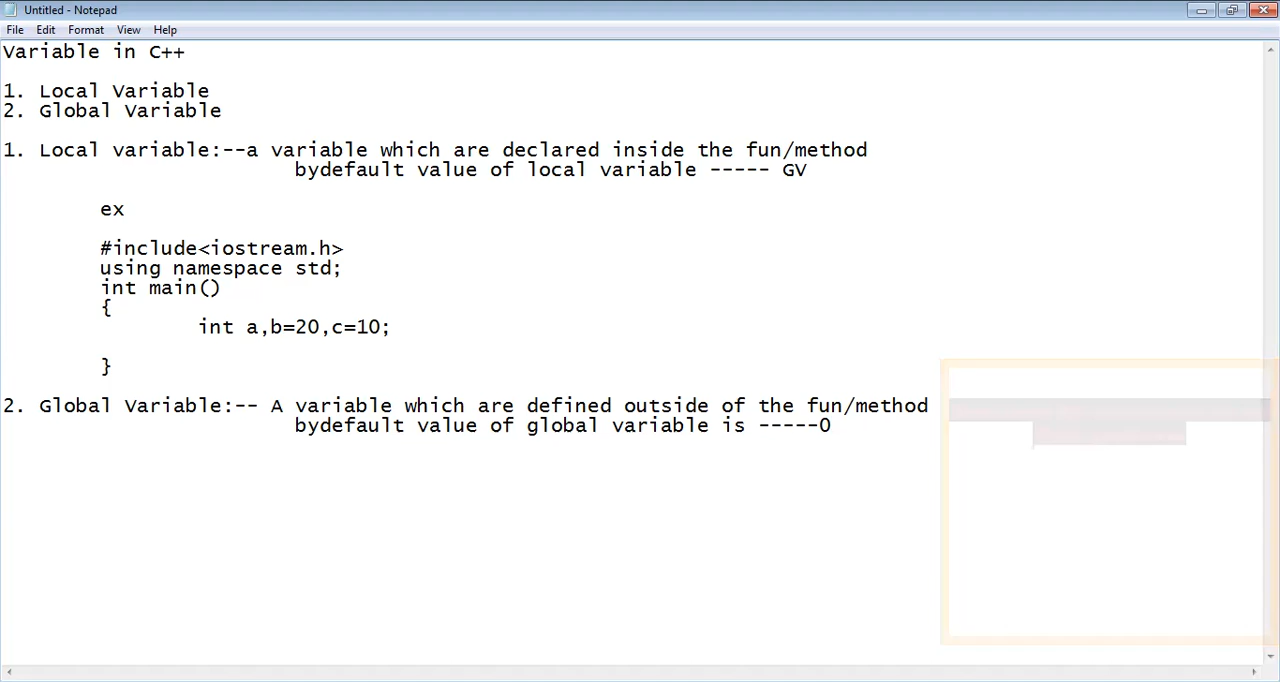 Untitled - Notepad
File Edit Format View Help
Variable in C++
1. Local Variable
2. Global Variable
1. Local variable:--a variable which are declared inside the fun/method
bydefault value of local variable ----- GV
ex
#include<iostream.h>
using namespace std;
int main()
{
int a,b=20,c=10;
}
2. Global Variable:-- A variable which are defined outside of the fun/method
bydefault value of global variable is -----0